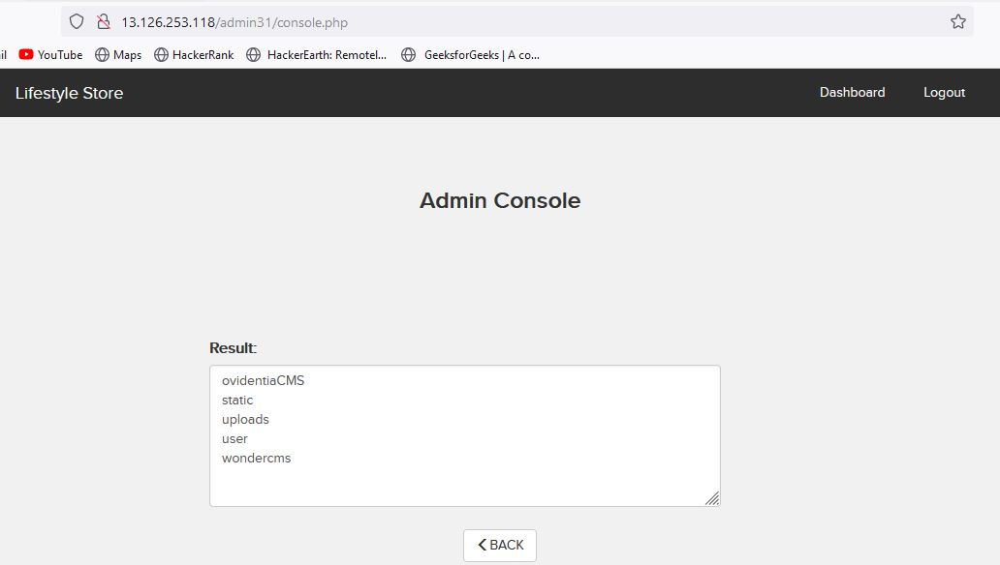 13.126.253.118/admin31/console.php
il YouTube Maps HackerRank HackerEarth: Remotel... GeeksforGeeks | A co...
Lifestyle Store Dashboard Logout
Admin Console
Result:
ovidentiaCMS
static
uploads
user
wondercms
BACK